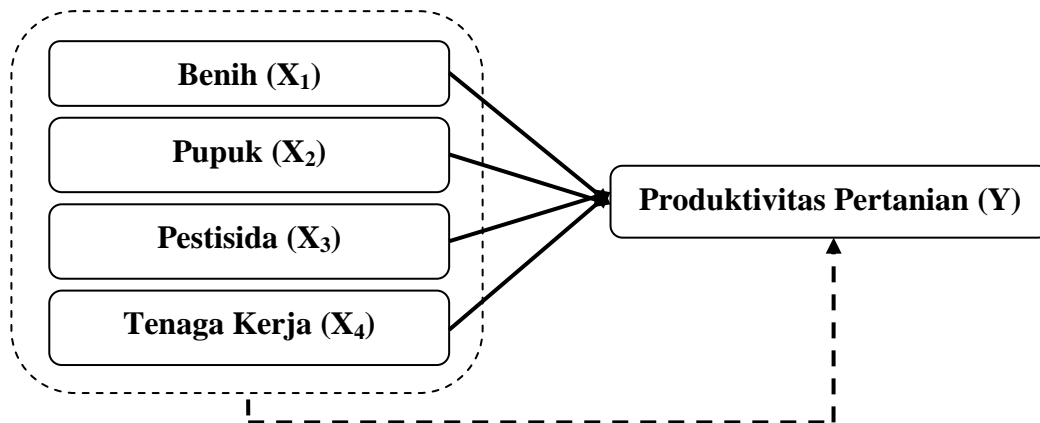 Benih (X₁)
Pupuk (X₂)
Pestisida (X₃)
Tenaga Kerja (X₄)
Produktivitas Pertanian (Y)